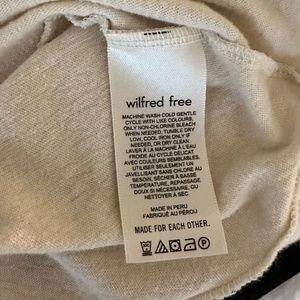 wilfred free
MACHINE WASH COLD GENTLE
CYCLE WITH LIKE COLOURS.
ONLY NON-CHLORINE BLEACH
WHEN NEEDED. TUMBLE DRY
LOW, COOL IRON ONLY IF
NEEDED, OR DRY CLEAN.
LAVER À LA MACHINE À L'EAU
FROIDE AU CYCLE DÉLICAT
AVEC COULEURS SEMBLABLES.
UTILISER SEULEMENT UN
JAVELLISANT SANS CHLORE AU
BESOIN, SÉCHER À BASSE
TEMPÉRATURE, REPASSAGE
DOUX SI NÉCESSAIRE, OU
NETTOYER À SEC.
MADE IN PERU
FABRIQUÉ AU PÉROU
MADE FOR EACH OTHER.